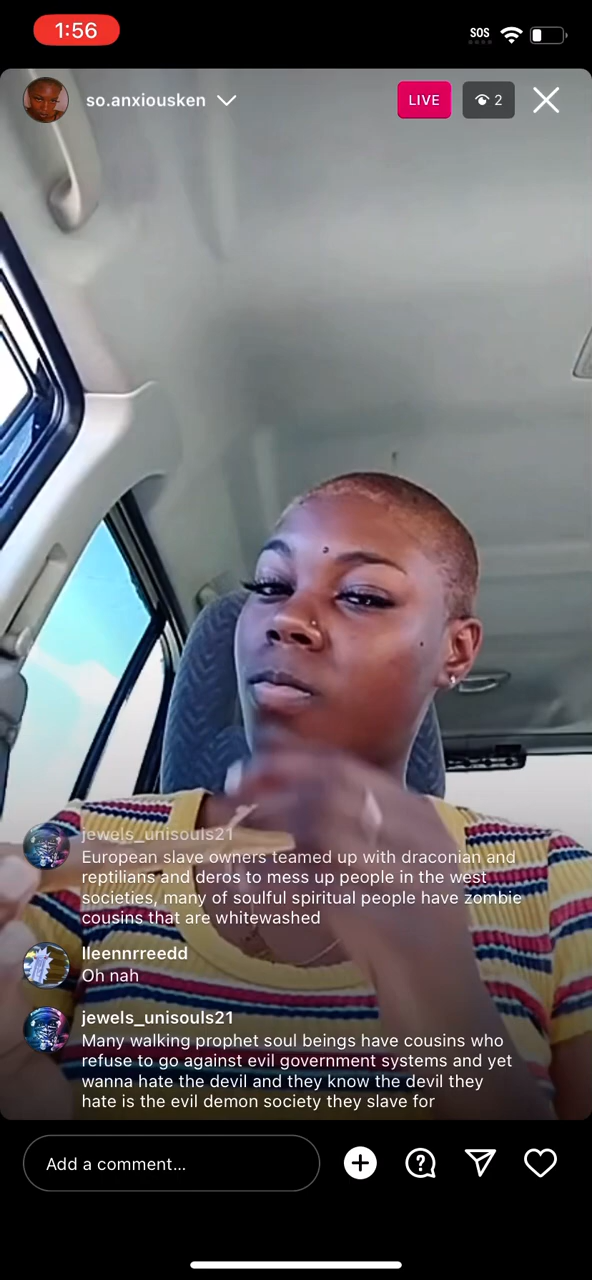 1:56
SOS
so.anxiousken
LIVE
2
jewels_unisouls21
European slave owners teamed up with draconian and
reptilians and deros to mess up people in the west
societies, many of soulful spiritual people have zombie
cousins that are whitewashed
lleennrreedd
Oh nah
jewels_unisouls21
Many walking prophet soul beings have cousins who
refuse to go against evil government systems and yet
wanna hate the devil and they know the devil they
hate is the evil demon society they slave for
Add a comment...